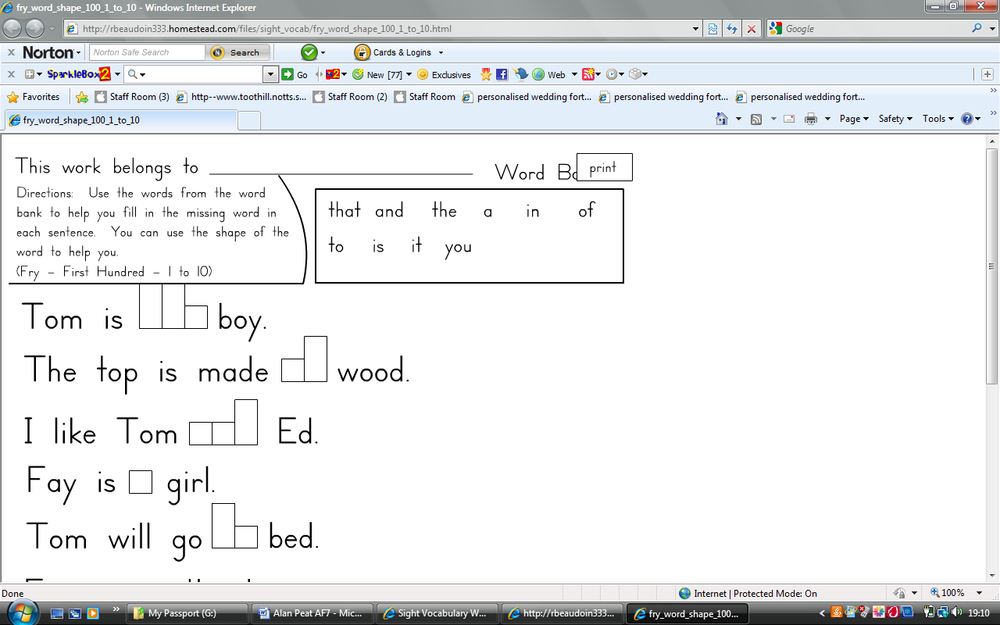 fry_word_shape_100_1_to_10 - Windows Internet Explorer
http://rbeaudoin333.homestead.com/files/sight_vocab/fry_word_shape_100_1_to_10.html
Google
x Norton Norton Safe Search Search Cards & Logins
x SparkleBox2 Go New [77] Exclusives Web
Favorites Staff Room (3) http--www.toothill.notts.s... Staff Room (2) Staff Room personalised wedding fort... personalised wedding fort... personalised wedding fort...
fry_word_shape_100_1_to_10 Page Safety Tools
This work belongs to
Word Bo print
Directions: Use the words from the word
bank to help you fill in the missing word in
each sentence. You can use the shape of the
word to help you.
(Fry - First Hundred - 1 to 10)
that and the a in of
to is it you
Tom is boy.
The top is made wood.
I like Tom Ed.
Fay is girl.
Tom will go bed.
Done Internet | Protected Mode: On 100%
My Passport (G:) Alan Peat AF7 - Mic... Sight Vocabulary W... http://rbeaudoin333... fry_word_shape_100... 19:10